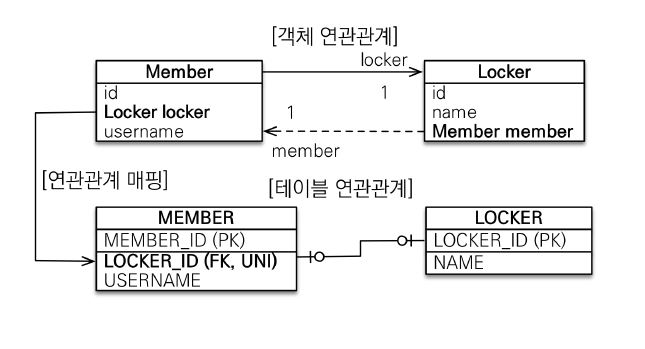 [객체 연관관계]
locker
Member
Locker
id
Locker locker
username
1
1
id
name
Member member
member
[연관관계 매핑]
[테이블 연관관계]
MEMBER
MEMBER_ID (PK)
LOCKER_ID (FK, UNI)
USERNAME
LOCKER
LOCKER_ID (PK)
NAME